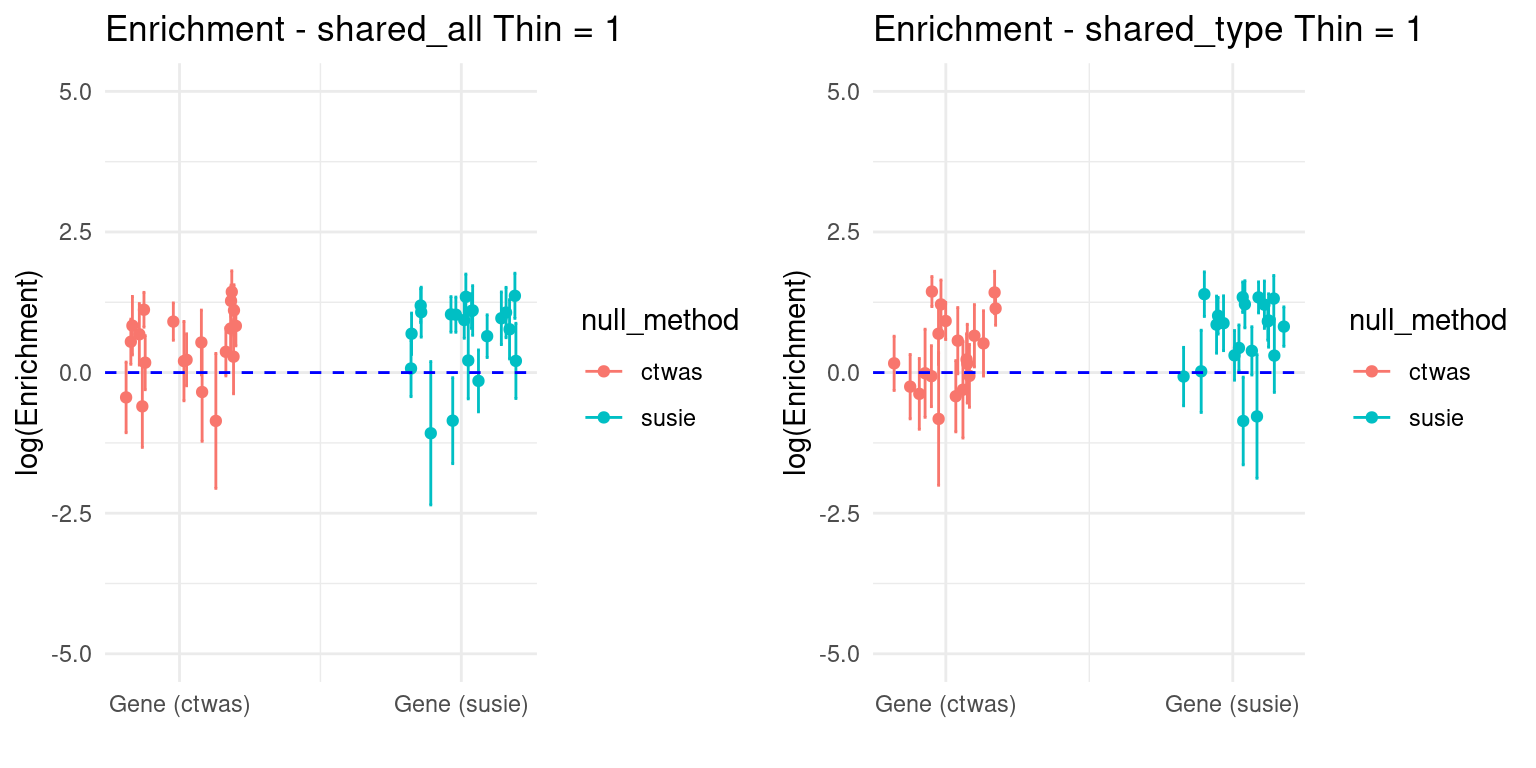 Enrichment - shared_all Thin = 1
5.0
2.5
0.0
-2.5
-5.0
log(Enrichment)
Gene (ctwas)
Gene (susie)
null_method
ctwas
susie
Enrichment - shared_type Thin = 1
5.0
2.5
0.0
-2.5
-5.0
log(Enrichment)
Gene (ctwas)
Gene (susie)
null_method
ctwas
susie